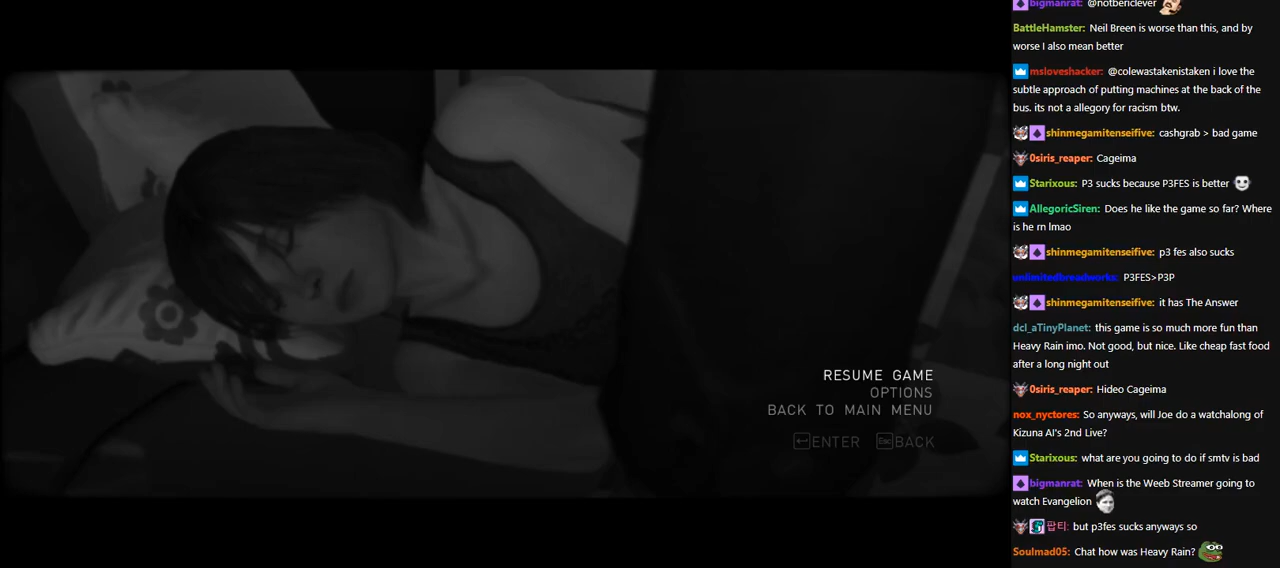 RESUME GAME
OPTIONS
BACK TO MAIN MENU
ENTER Esc BACK
bigmanrat: @notbenclever
BattleHamster: Neil Breen is worse than this, and by
worse I also mean better
msloveshacker: @colewastakenistaken i love the
subtle approach of putting machines at the back of the
bus. its not a allegory for racism btw.
shinmegamitenseifive: cashgrab > bad game
0siris_reaper: Cageima
Starixous: P3 sucks because P3FES is better
AllegoricSiren: Does he like the game so far? Where
is he rn lmao
shinmegamitenseifive: p3 fes also sucks
unlimitedbreadworks: P3FES>P3P
shinmegamitenseifive: it has The Answer
dcl_aTinyPlanet: this game is so much more fun than
Heavy Rain imo. Not good, but nice. Like cheap fast food
after a long night out
0siris_reaper: Hideo Cageima
nox_nyctores: So anyways, will Joe do a watchalong of
Kizuna AI's 2nd Live?
Starixous: what are you going to do if smtv is bad
bigmanrat: When is the Weeb Streamer going to
watch Evangelion
팝티: but p3fes sucks anyways so
Soulmad05: Chat how was Heavy Rain?